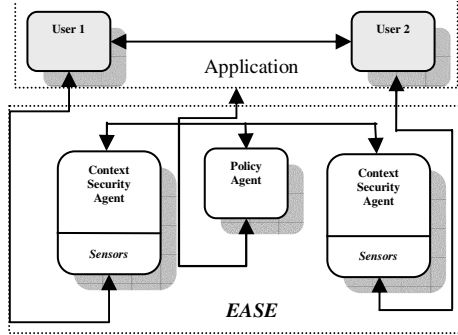 User 1
User 2
Application
Context
Security
Agent
Sensors
Policy
Agent
Context
Security
Agent
Sensors
EASE